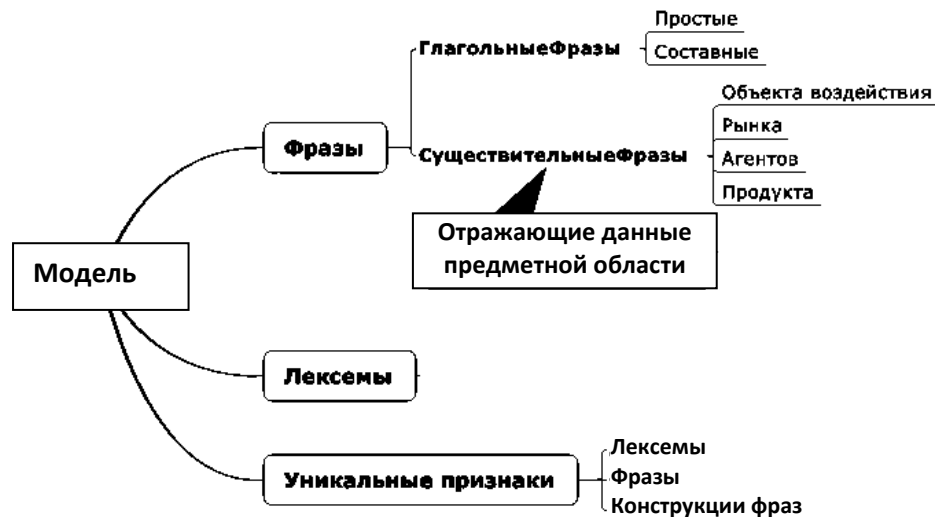 Простые
ГлагольныеФразы
Составные
Объекта воздействия
Фразы
Рынка
СуществительныеФразы
Агентов
Продукта
Отражающие данные
предметной области
Модель
Лексемы
Лексемы
Уникальные признаки
Фразы
Конструкции фраз